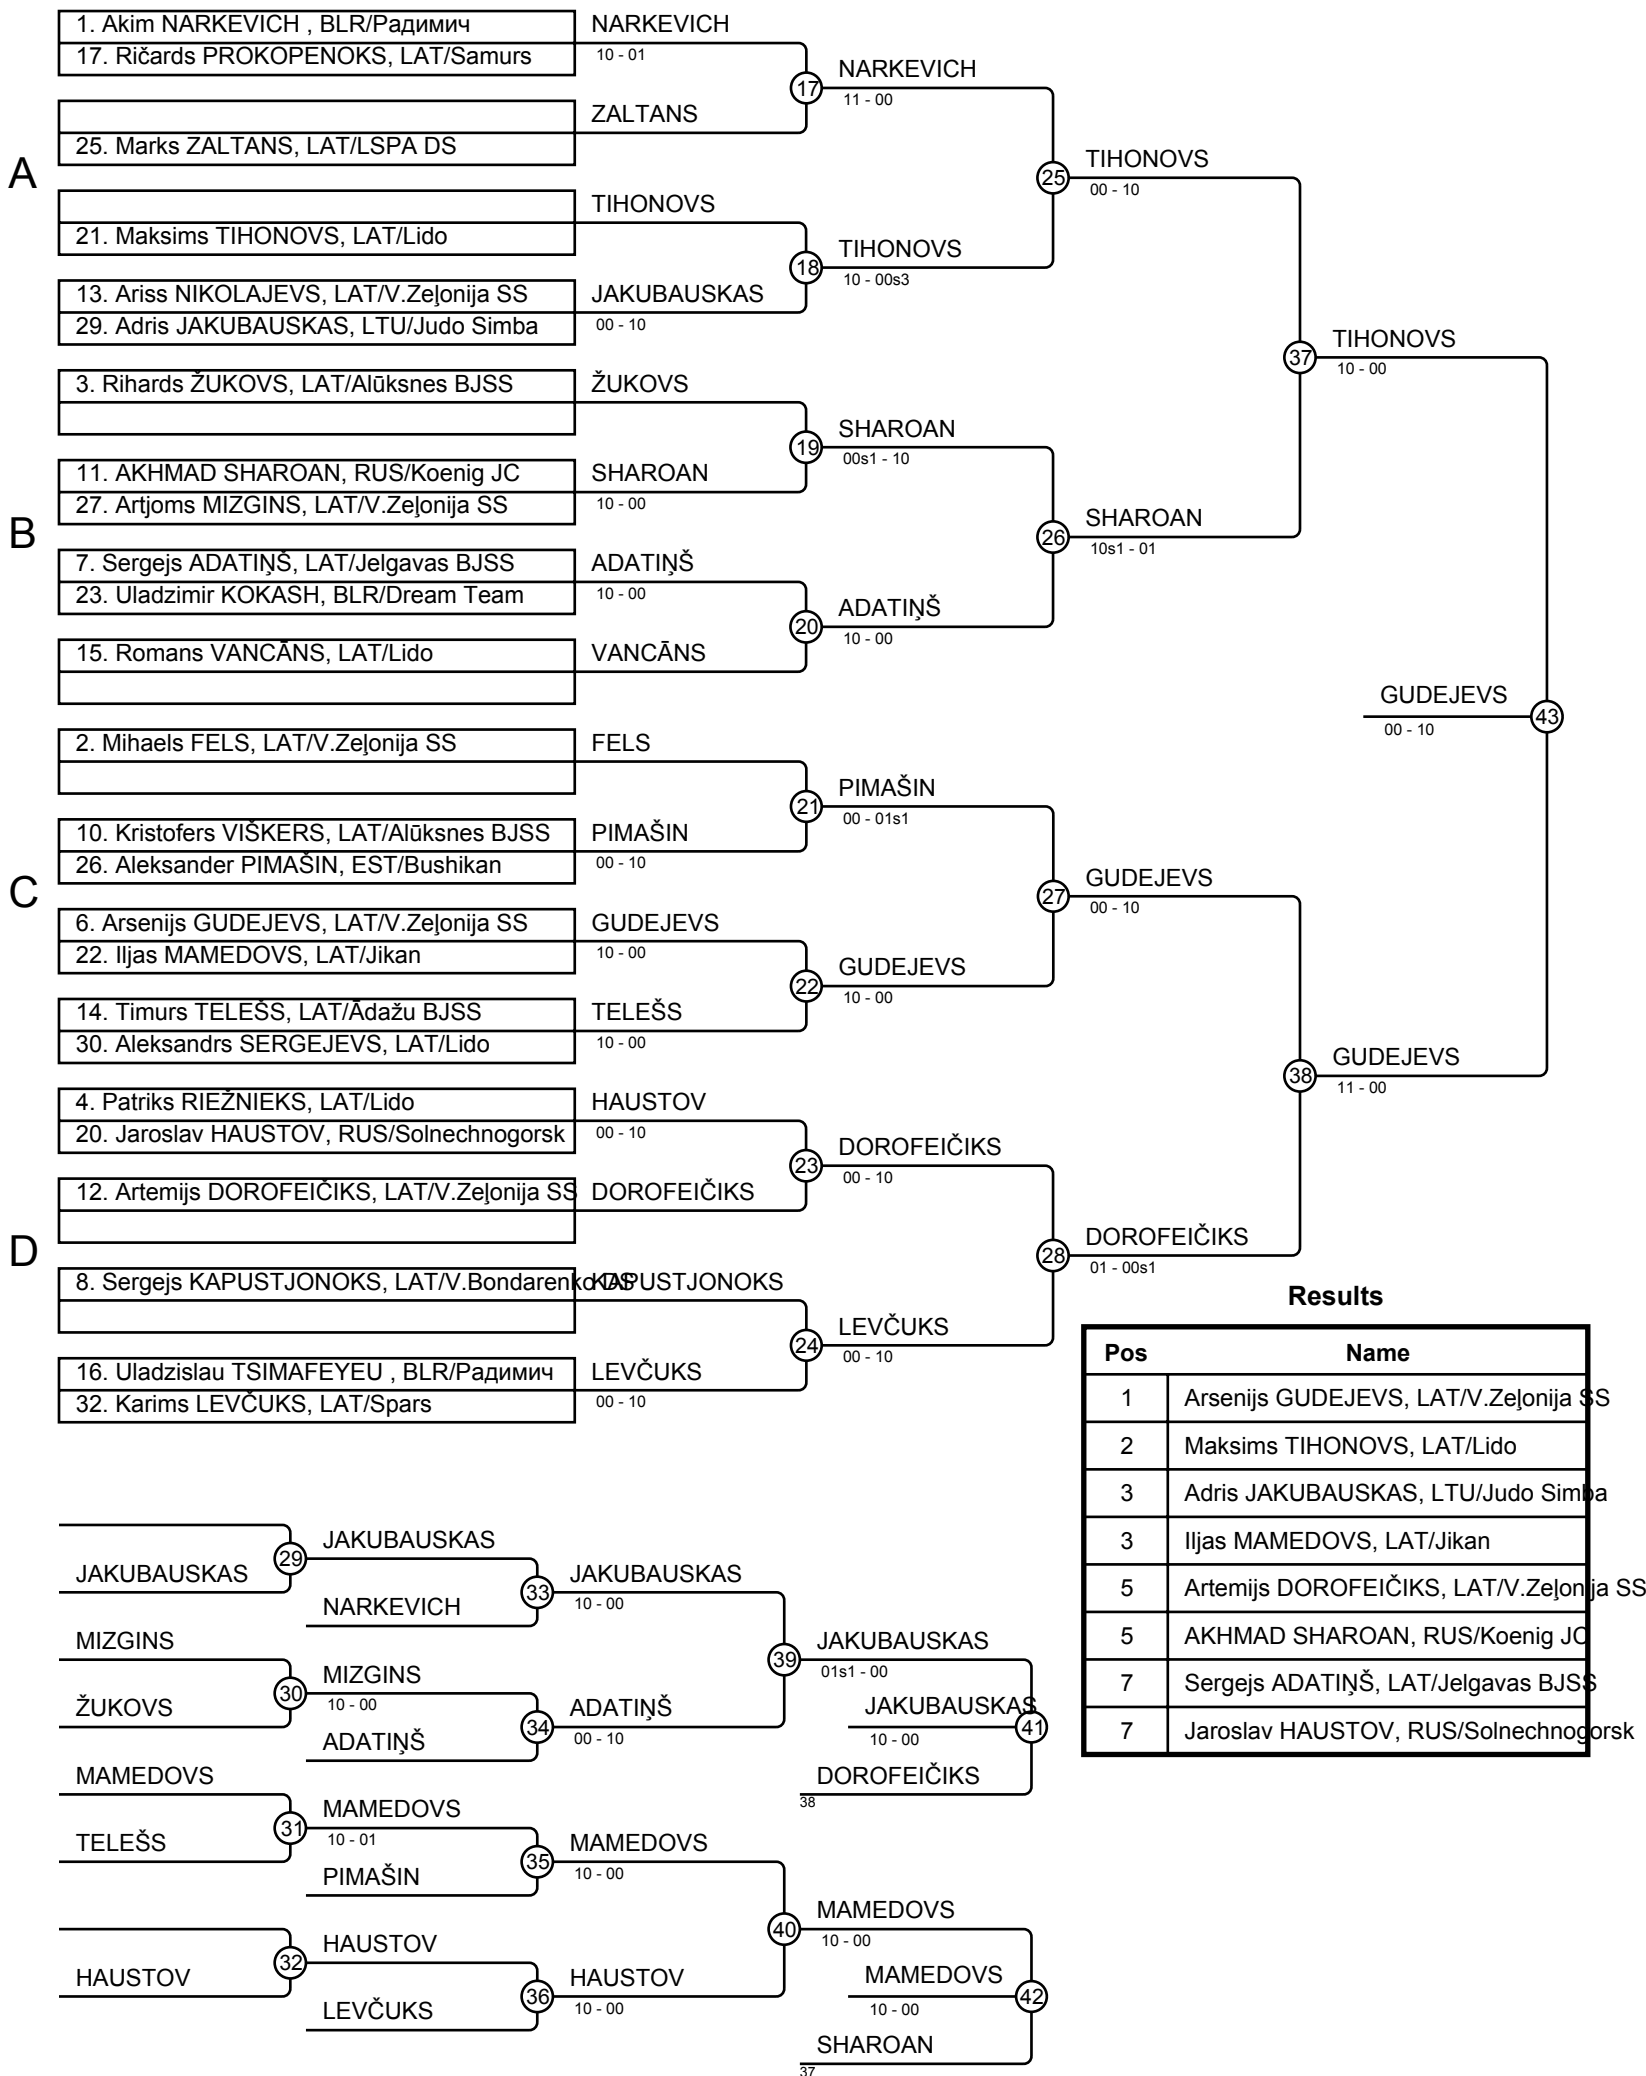 1. Akim NARKEVICH , BLR/Радимич
17. Ričards PROKOPENOKS, LAT/Samurs
NARKEVICH
10 - 01
17
NARKEVICH
11 - 00
ZALTANS
25. Marks ZALTANS, LAT/LSPA DS
A
25
TIHONOVS
00 - 10
TIHONOVS
21. Maksims TIHONOVS, LAT/Lido
18
TIHONOVS
10 - 00s3
13. Ariss NIKOLAJEVS, LAT/V.Zeļonija SS
29. Adris JAKUBAUSKAS, LTU/Judo Simba
JAKUBAUSKAS
00 - 10
37
TIHONOVS
10 - 00
3. Rihards ŽUKOVS, LAT/Alūksnes BJSS
ŽUKOVS
19
SHAROAN
00s1 - 10
11. AKHMAD SHAROAN, RUS/Koenig JC
27. Artjoms MIZGINS, LAT/V.Zeļonija SS
SHAROAN
10 - 00
B
26
SHAROAN
10s1 - 01
7. Sergejs ADATIŅŠ, LAT/Jelgavas BJSS
23. Uladzimir KOKASH, BLR/Dream Team
ADATIŅŠ
10 - 00
20
ADATIŅŠ
10 - 00
15. Romans VANCĀNS, LAT/Lido
VANCĀNS
GUDEJEVS
00 - 10
43
2. Mihaels FELS, LAT/V.Zeļonija SS
FELS
21
PIMAŠIN
00 - 01s1
10. Kristofers VIŠKERS, LAT/Alūksnes BJSS
26. Aleksander PIMAŠIN, EST/Bushikan
PIMAŠIN
00 - 10
C
27
GUDEJEVS
00 - 10
6. Arsenijs GUDEJEVS, LAT/V.Zeļonija SS
22. Iljas MAMEDOVS, LAT/Jikan
GUDEJEVS
10 - 00
22
GUDEJEVS
10 - 00
14. Timurs TELEŠS, LAT/Ādažu BJSS
30. Aleksandrs SERGEJEVS, LAT/Lido
TELEŠS
10 - 00
38
GUDEJEVS
11 - 00
4. Patriks RIEŽNIEKS, LAT/Lido
20. Jaroslav HAUSTOV, RUS/Solnechnogorsk
HAUSTOV
00 - 10
23
DOROFEIČIKS
00 - 10
12. Artemijs DOROFEIČIKS, LAT/V.Zeļonija SS
DOROFEIČIKS
D
28
DOROFEIČIKS
01 - 00s1
8. Sergejs KAPUSTJONOKS, LAT/V.Bondarenko DS
KAPUSTJONOKS
24
LEVČUKS
00 - 10
16. Uladzislau TSIMAFEYEU , BLR/Радимич
32. Karims LEVČUKS, LAT/Spars
LEVČUKS
00 - 10
Results
Pos Name
1 Arsenijs GUDEJEVS, LAT/V.Zeļonija SS
2 Maksims TIHONOVS, LAT/Lido
3 Adris JAKUBAUSKAS, LTU/Judo Simba
3 Iljas MAMEDOVS, LAT/Jikan
5 Artemijs DOROFEIČIKS, LAT/V.Zeļonija SS
5 AKHMAD SHAROAN, RUS/Koenig JC
7 Sergejs ADATIŅŠ, LAT/Jelgavas BJSS
7 Jaroslav HAUSTOV, RUS/Solnechnogorsk
JAKUBAUSKAS
29
JAKUBAUSKAS
NARKEVICH
33
JAKUBAUSKAS
10 - 00
MIZGINS
ŽUKOVS
30
MIZGINS
10 - 00
ADATIŅŠ
34
ADATIŅŠ
00 - 10
39
JAKUBAUSKAS
01s1 - 00
JAKUBAUSKAS
10 - 00
41
DOROFEIČIKS
38
MAMEDOVS
TELEŠS
31
MAMEDOVS
10 - 01
PIMAŠIN
35
MAMEDOVS
10 - 00
HAUSTOV
32
HAUSTOV
LEVČUKS
36
HAUSTOV
10 - 00
40
MAMEDOVS
10 - 00
MAMEDOVS
10 - 00
42
SHAROAN
37